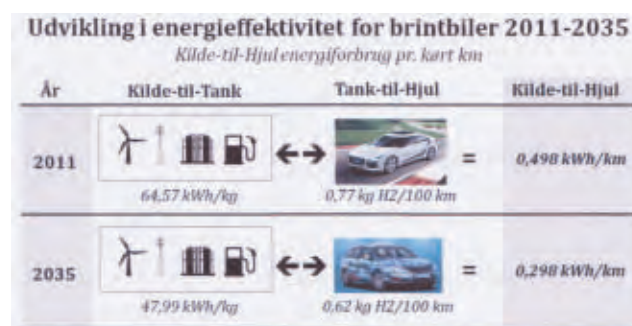 Udvikling i energieffektivitet for brintbiler 2011-2035
Kilde-til-Hjul energiforbrug pr. kørt km
År Kilde-til-Tank Tank-til-Hjul Kilde-til-Hjul
2011 = 0,498 kWh/km
64,57 kWh/kg 0,77 kg H2/100 km
2035 = 0,298 kWh/km
47,99 kWh/kg 0,62 kg H2/100 km